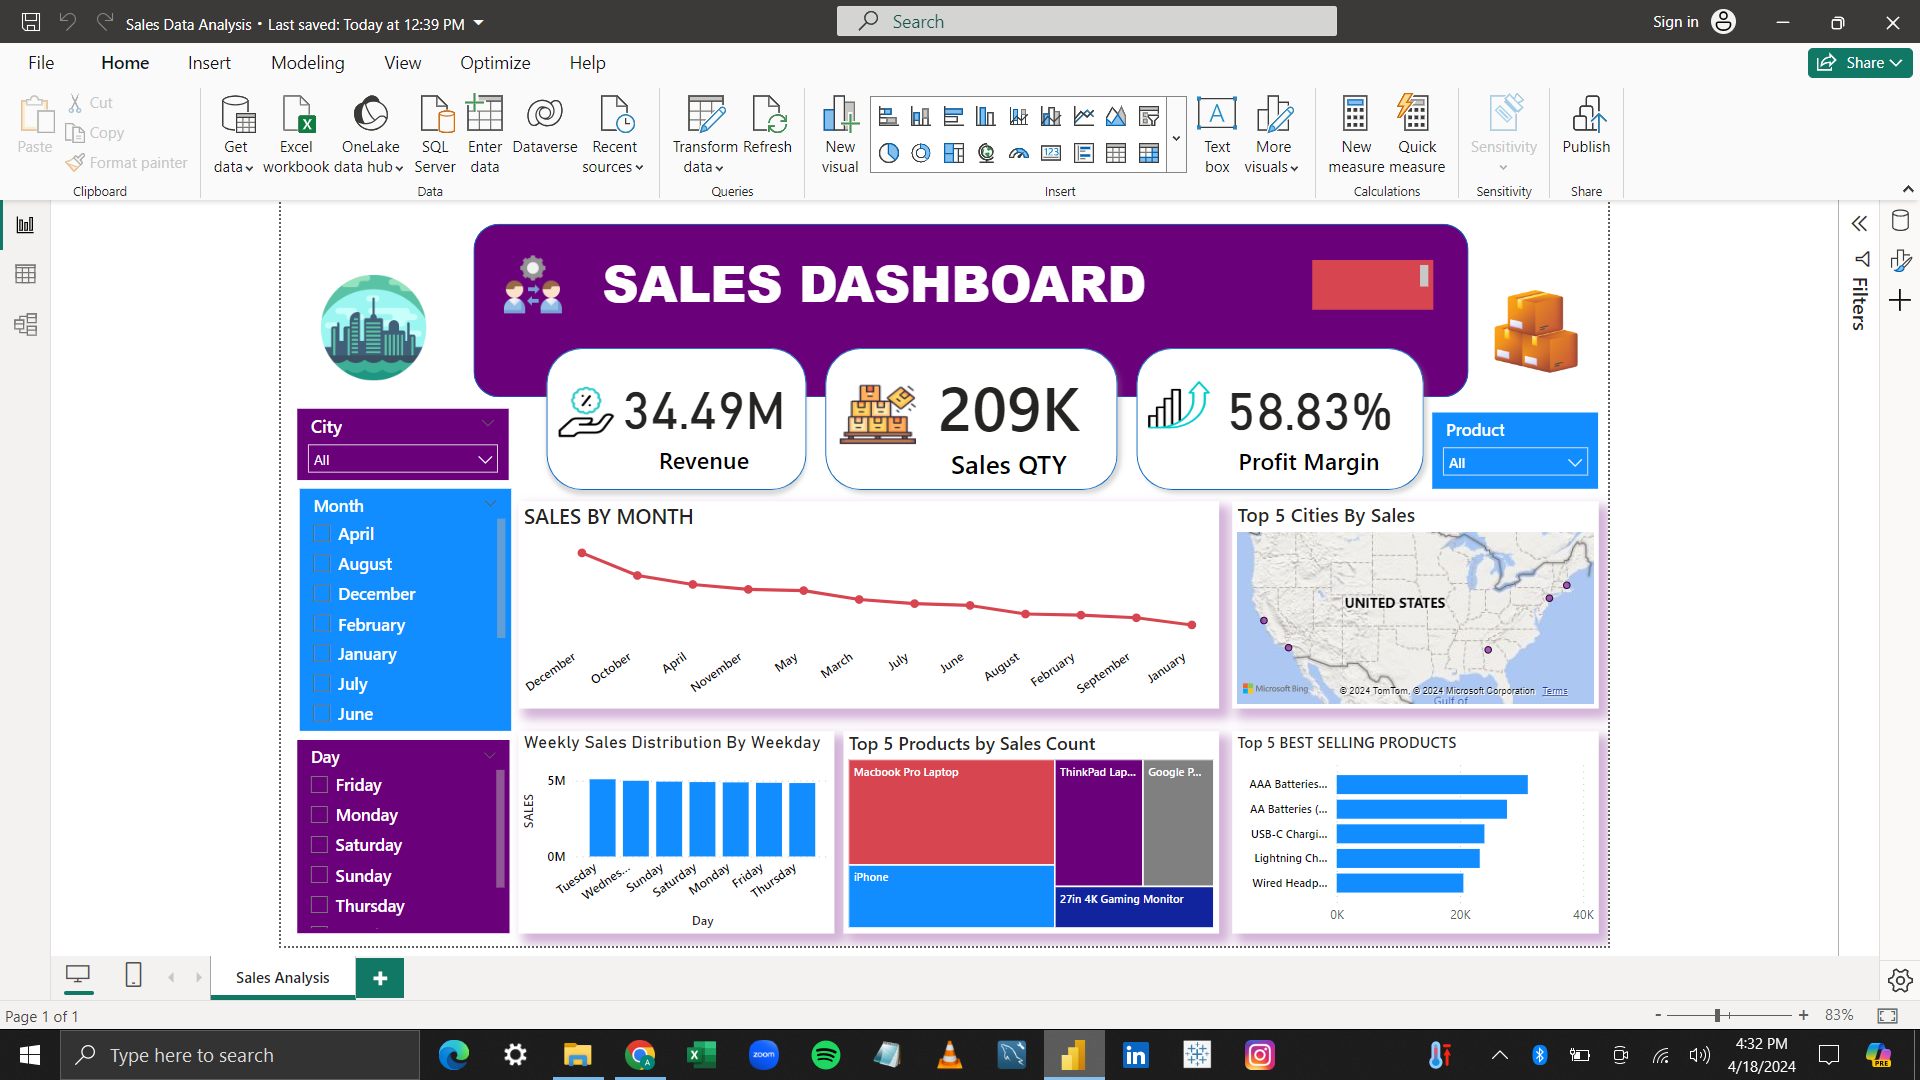 Sales Data Analysis • Last saved: Today at 12:39 PM
Search
Sign in
File Home Insert Modeling View Optimize Help
Share
Paste
Cut
Copy
Format painter
Clipboard
Get data
Excel workbook
OneLake data hub
SQL Server
Enter data
Dataverse
Recent sources
Data
Transform data
Refresh
Queries
New visual
123
Insert
A
Text box
More visuals
New measure
Quick measure
Calculations
Sensitivity
Sensitivity
Publish
Share
Filters
SALES DASHBOARD
34.49M
Revenue
209K
Sales QTY
58.83%
Profit Margin
City
All
Product
All
Month
April
August
December
February
January
July
June
Day
Friday
Monday
Saturday
Sunday
Thursday
SALES BY MONTH
December October April November May March July June August February September January
Top 5 Cities By Sales
UNITED STATES
Microsoft Bing
© 2024 TomTom, © 2024 Microsoft Corporation Terms
Gulf of
Weekly Sales Distribution By Weekday
SALES
5M
0M
Tuesday Wednes... Sunday Saturday Monday Friday Thursday
Day
Top 5 Products by Sales Count
Macbook Pro Laptop
ThinkPad Lap...
Google P...
iPhone
27in 4K Gaming Monitor
Top 5 BEST SELLING PRODUCTS
AAA Batteries...
AA Batteries (...
USB-C Chargi...
Lightning Ch...
Wired Headp...
0K 20K 40K
Sales Analysis
Page 1 of 1
- + 83%
Type here to search
zoom
in
4:32 PM
4/18/2024
PRE